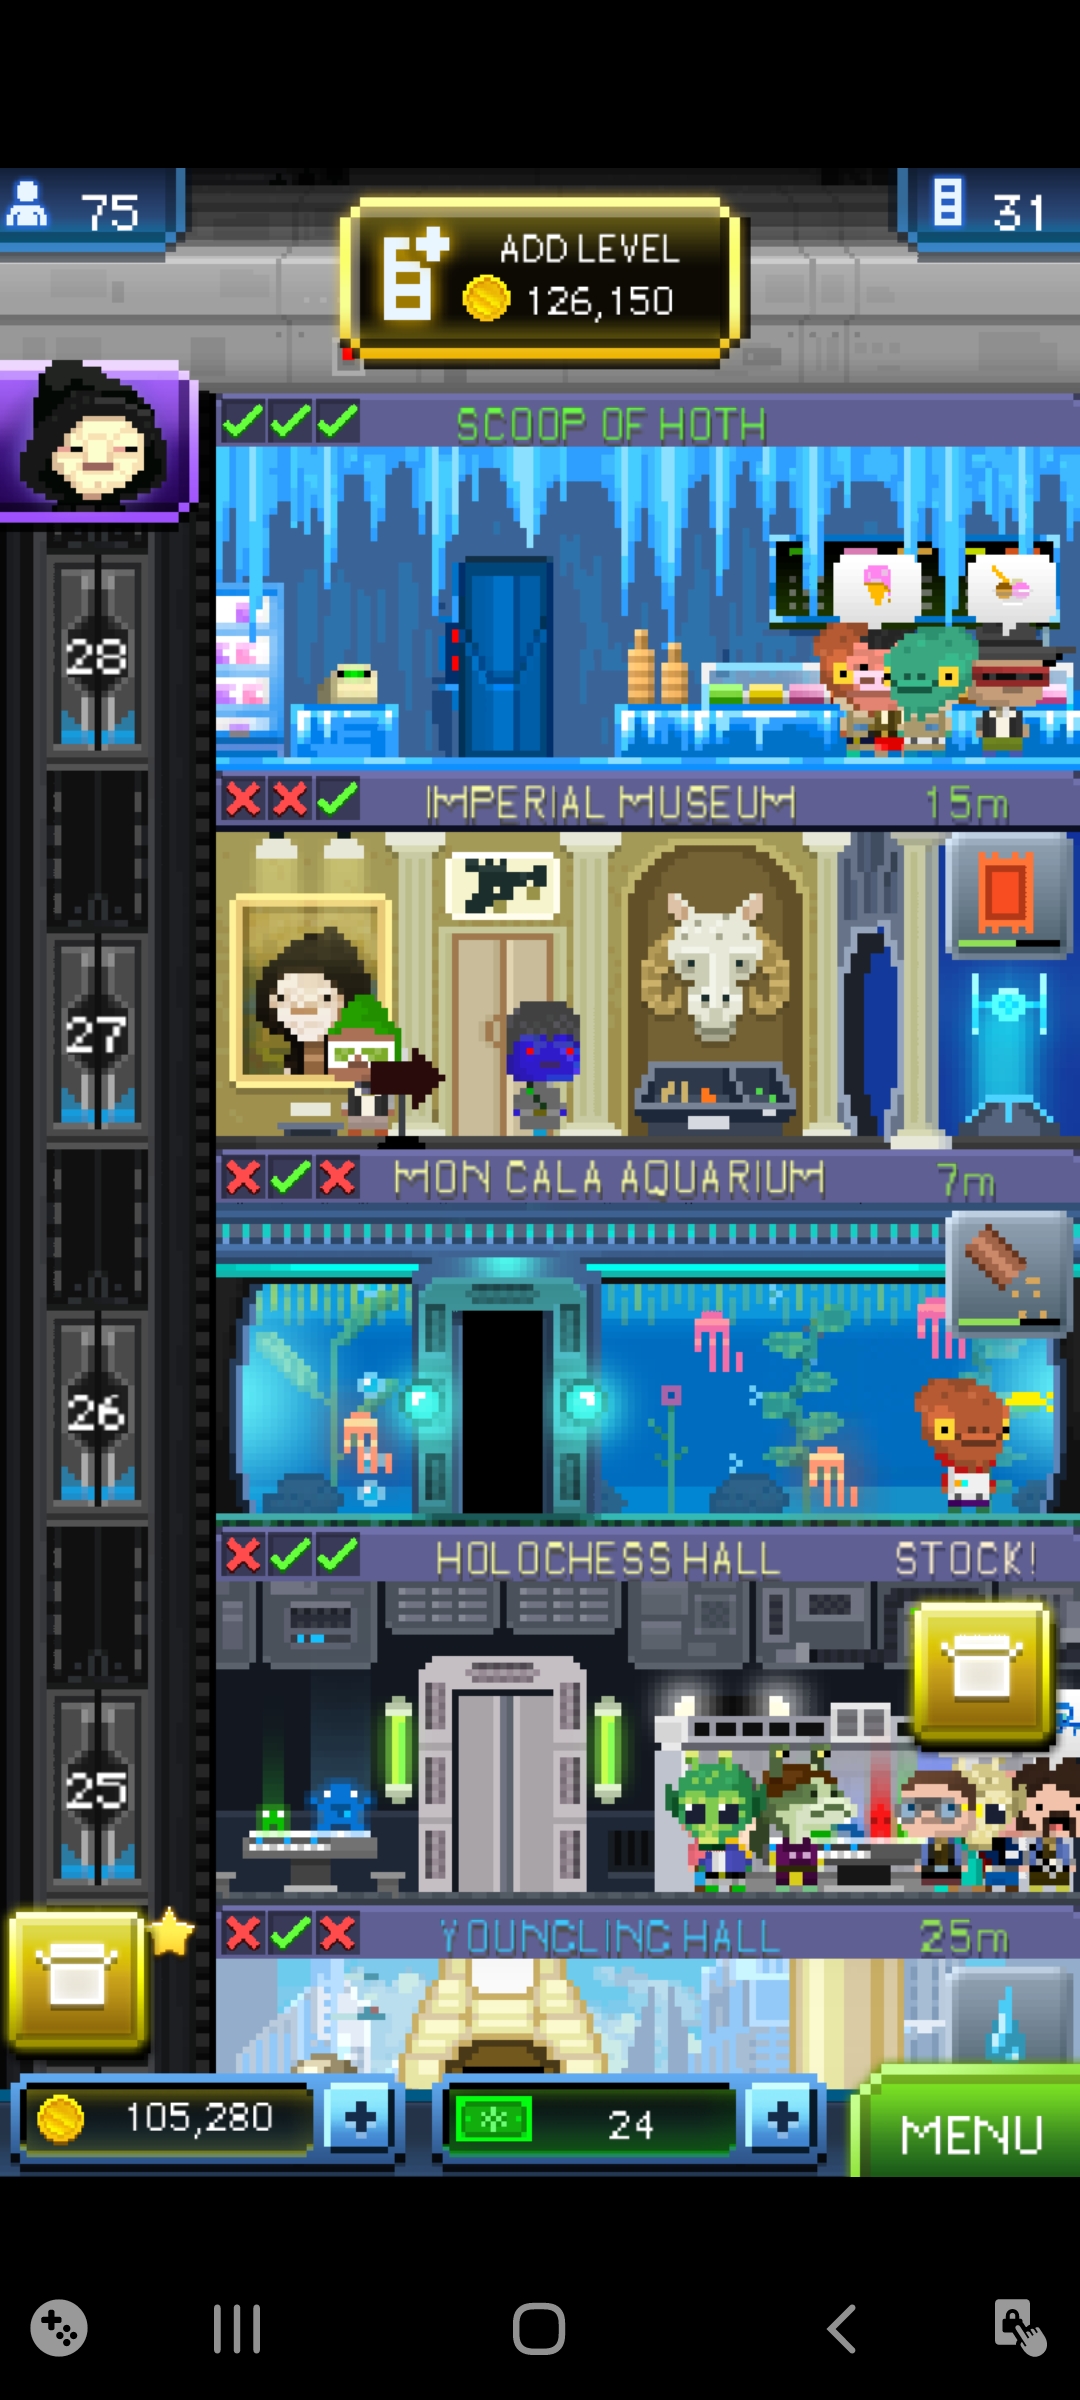 75
31
ADD LEVEL
126,150
SCOOP OF HOTH
28
IMPERIAL MUSEUM 15m
27
MON CALA AQUARIUM 7m
26
HOLOCHESS HALL STOCK!
25
YOUNGLING HALL 25m
105,280
24
MENU